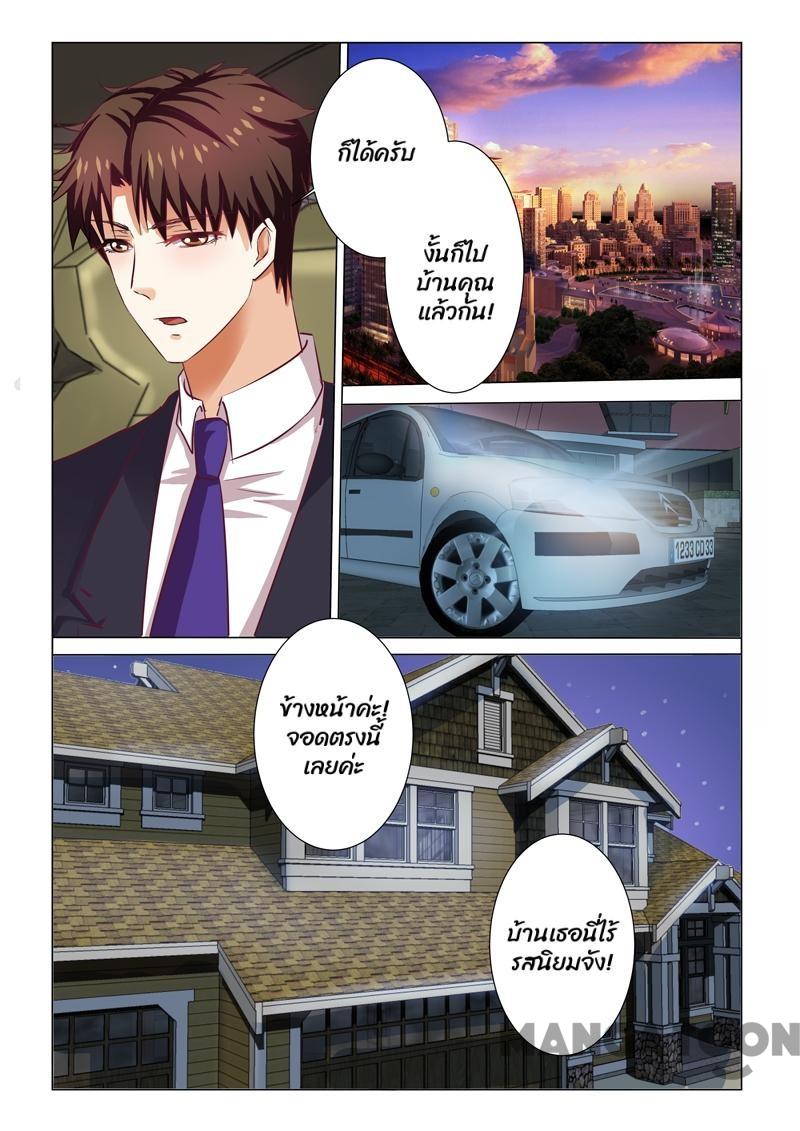 ก็ได้ครับ
งั้นก็ไป
บ้านคุณ
แล้วกัน!
1233 CD 33
ข้างหน้าค่ะ!
จอดตรงนี้
เลยค่ะ
บ้านเธอนี่ไร้
รสนิยมจัง!